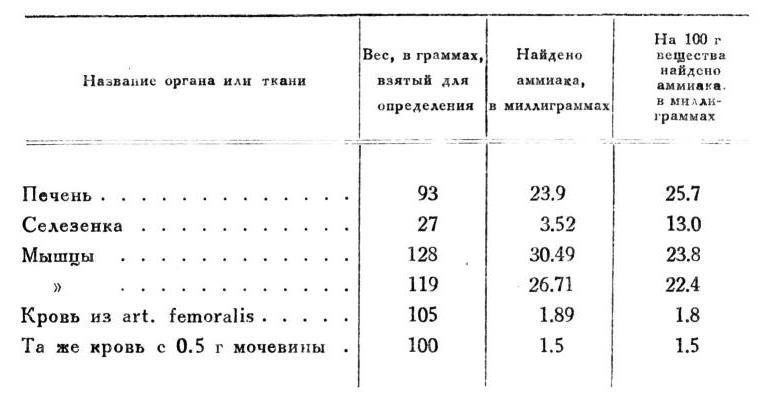 Название органа или ткани
Вес, в граммах,
взятый для
определения
Найдено
аммиака,
в миллиграммах
На 100 г
вещества
найдено
аммиака.
в милли-
граммах
Печень . . . . . . . . . . . . . 93 23.9 25.7
Селезенка . . . . . . . . . . . 27 3.52 13.0
Мышцы . . . . . . . . . . . . 128 30.49 23.8
» . . . . . . . . . . . . 119 26.71 22.4
Кровь из art. femoralis . . . . . 105 1.89 1.8
Та же кровь с 0.5 г мочевины . 100 1.5 1.5